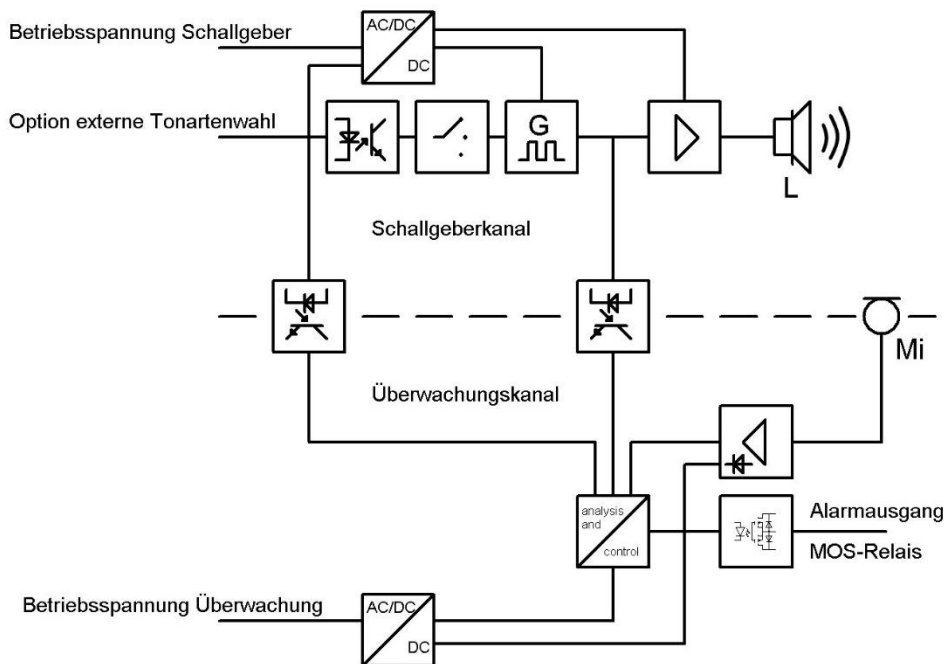 Betriebsspannung Schallgeber
AC/DC
DC
Option externe Tonartenwahl
G
L
Schallgeberkanal
Mi
Überwachungskanal
analysis
and
control
Alarmausgang
MOS-Relais
Betriebsspannung Überwachung
AC/DC
DC